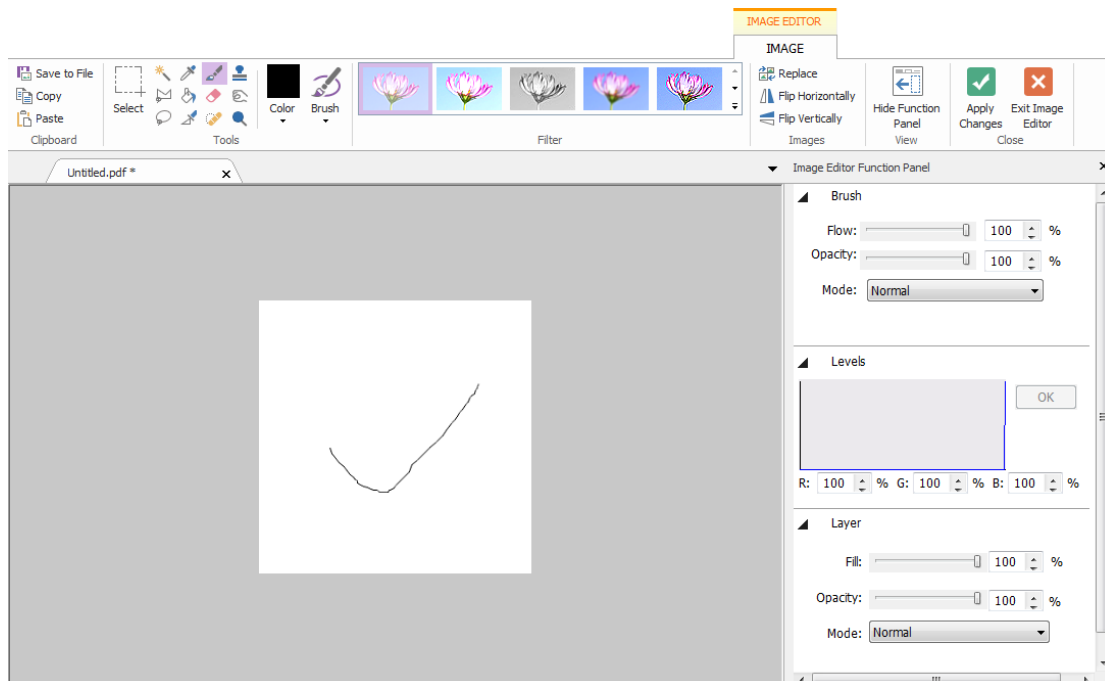 IMAGE EDITOR
IMAGE
Save to File
Copy
Paste
Clipboard
Select
Tools
Color
Brush
Filter
Replace
Flip Horizontally
Flip Vertically
Images
Hide Function
Panel
View
Apply
Changes
Exit Image
Editor
Close
Untitled.pdf *
Image Editor Function Panel
Brush
Flow: 100 %
Opacity: 100 %
Mode: Normal
Levels
OK
R: 100 % G: 100 % B: 100 %
Layer
Fill: 100 %
Opacity: 100 %
Mode: Normal